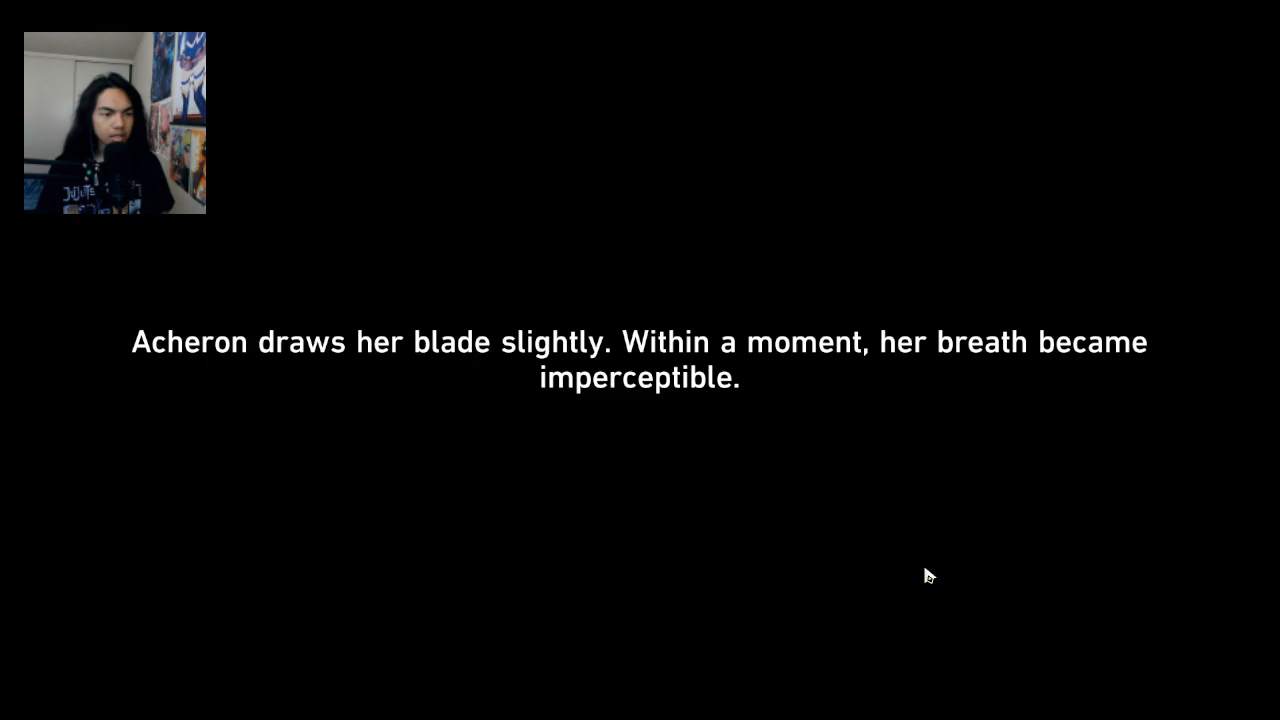 Acheron draws her blade slightly. Within a moment, her breath became
imperceptible.